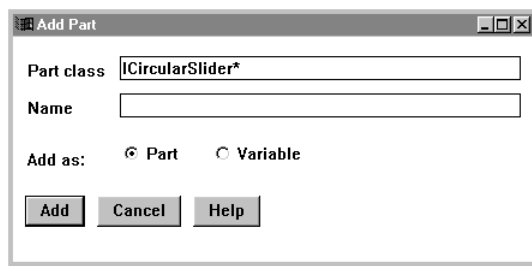 Add Part
Part class ICircularSlider*
Name
Add as: Part Variable
Add Cancel Help